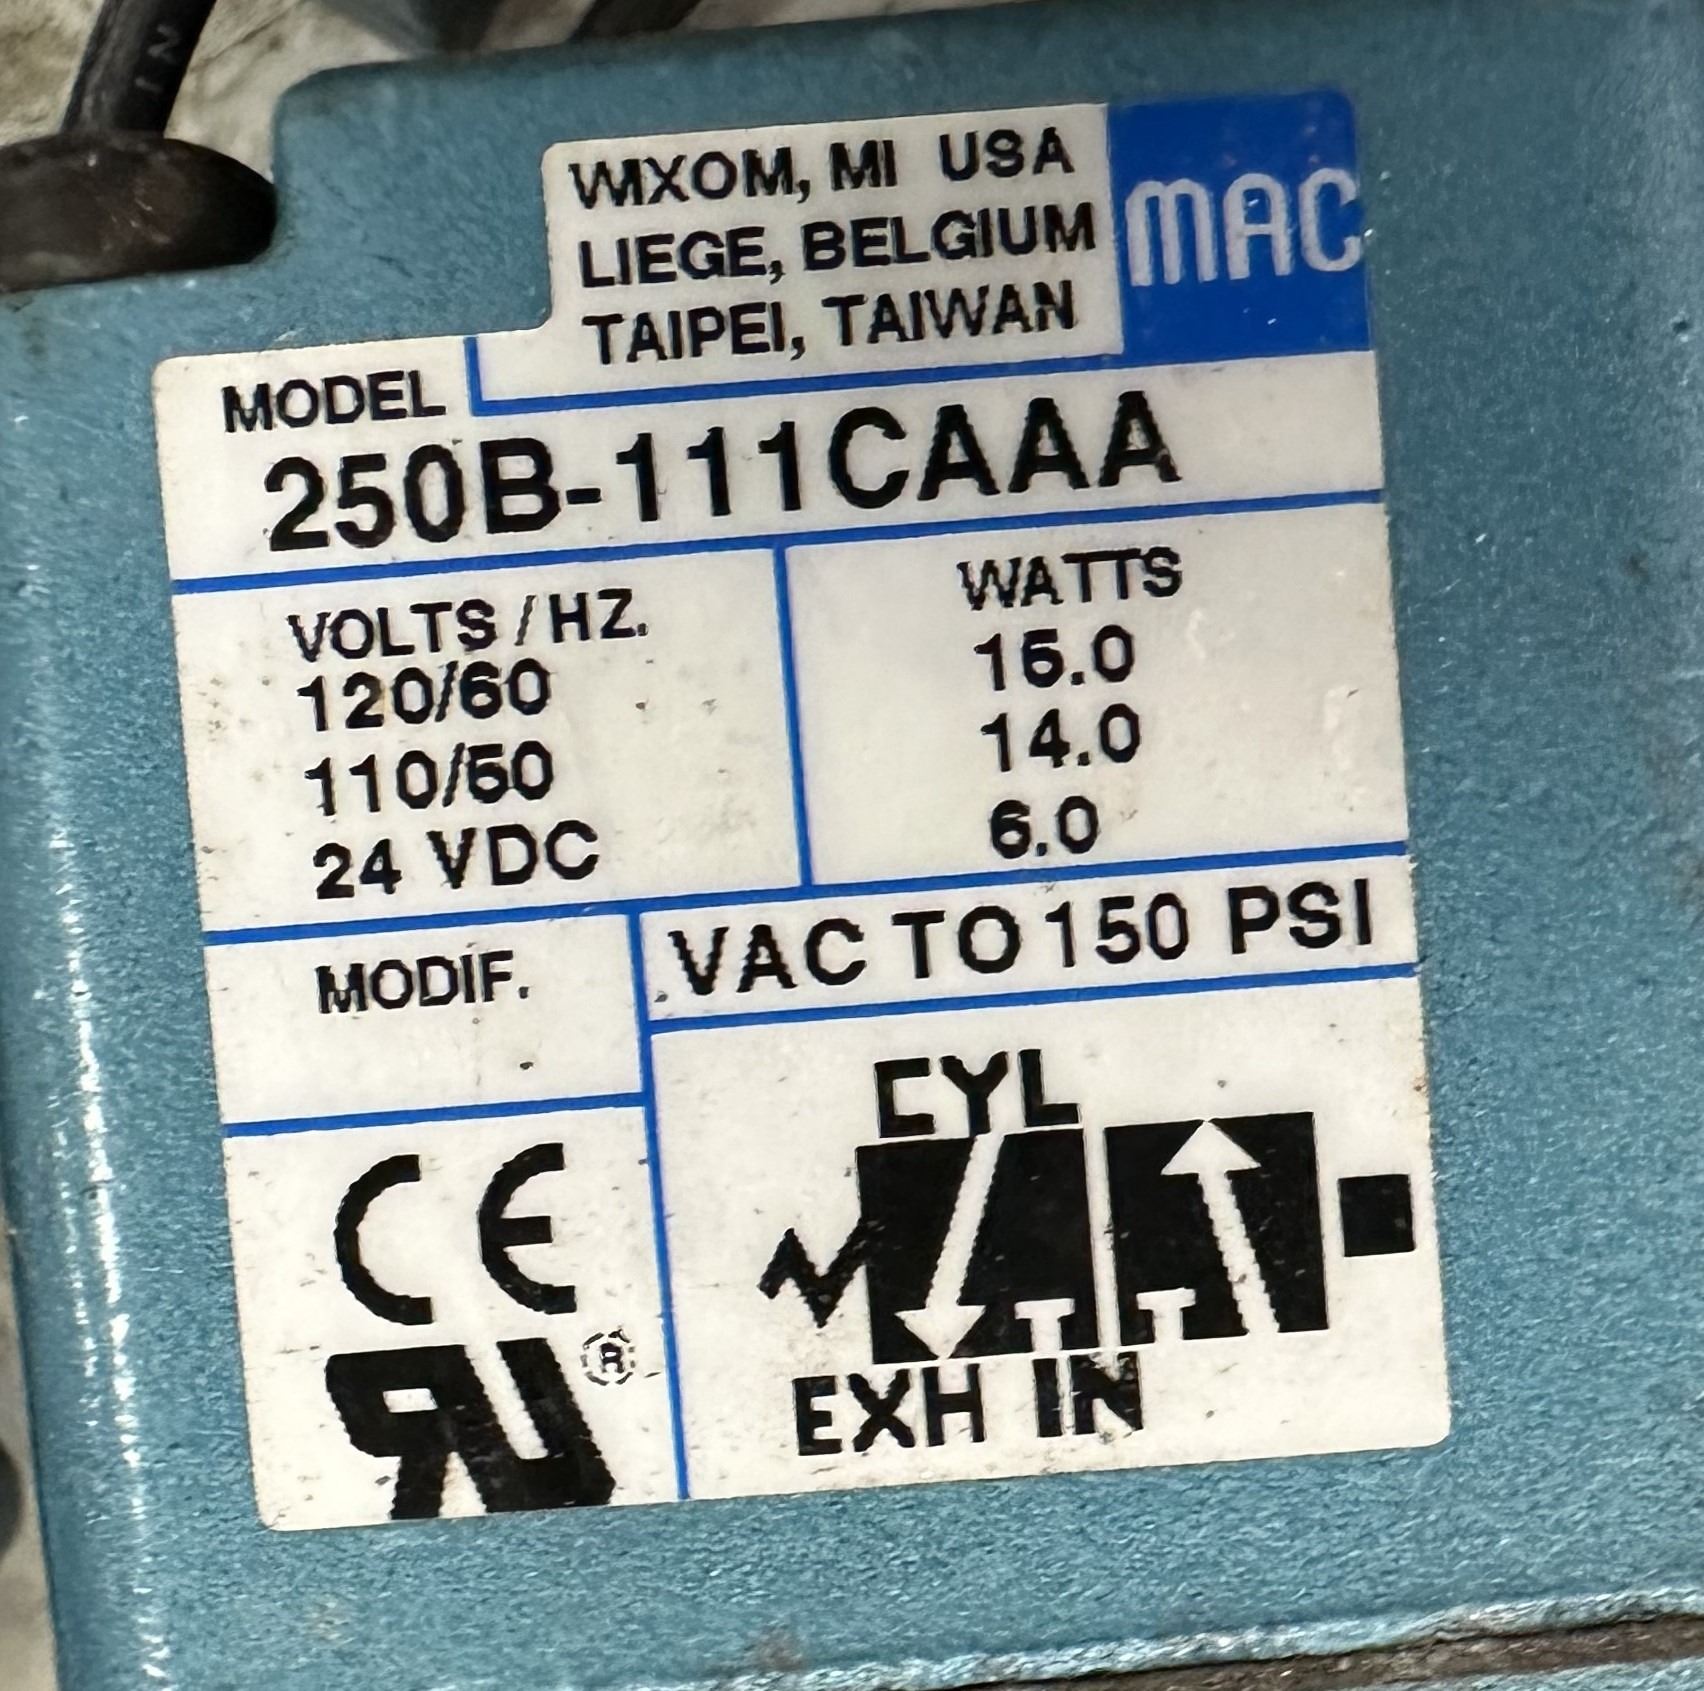 WIXOM, MI USA
LIEGE, BELGIUM
TAIPEI, TAIWAN
MAC
MODEL
250B-111CAAA
VOLTS/HZ.
120/60
110/50
24 VDC
WATTS
15.0
14.0
6.0
MODIF.
VAC TO 150 PSI
CE
RU®
CYL
EXH IN